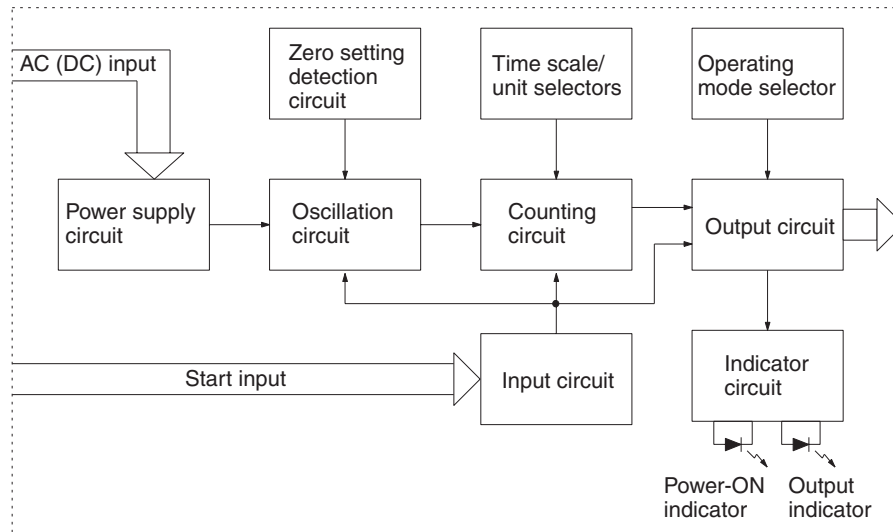 AC (DC) input
Zero setting
detection
circuit
Time scale/
unit selectors
Operating
mode selector
Power supply
circuit
Oscillation
circuit
Counting
circuit
Output circuit
Start input
Input circuit
Indicator
circuit
Power-ON
indicator
Output
indicator